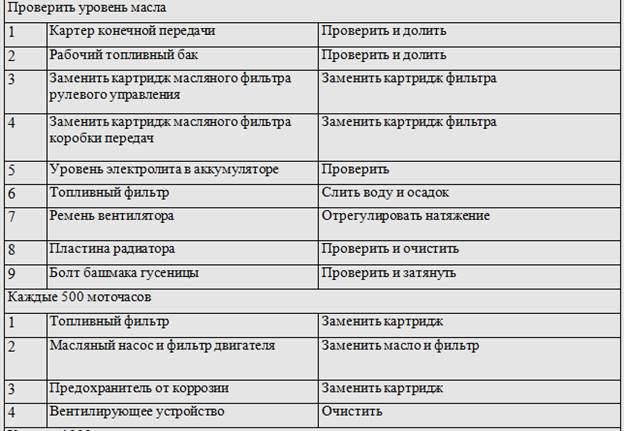 Проверить уровень масла
1 Картер конечной передачи Проверить и долить
2 Рабочий топливный бак Проверить и долить
3 Заменить картридж масляного фильтра Заменить картридж фильтра
рулевого управления
4 Заменить картридж масляного фильтра Заменить картридж фильтра
коробки передач
5 Уровень электролита в аккумуляторе Проверить
6 Топливный фильтр Слить воду и осадок
7 Ремень вентилятора Отрегулировать натяжение
8 Пластина радиатора Проверить и очистить
9 Болт башмака гусеницы Проверить и затянуть
Каждые 500 моточасов
1 Топливный фильтр Заменить картридж
2 Масляный насос и фильтр двигателя Заменить масло и фильтр
3 Предохранитель от коррозии Заменить картридж
4 Вентилирующее устройство Очистить